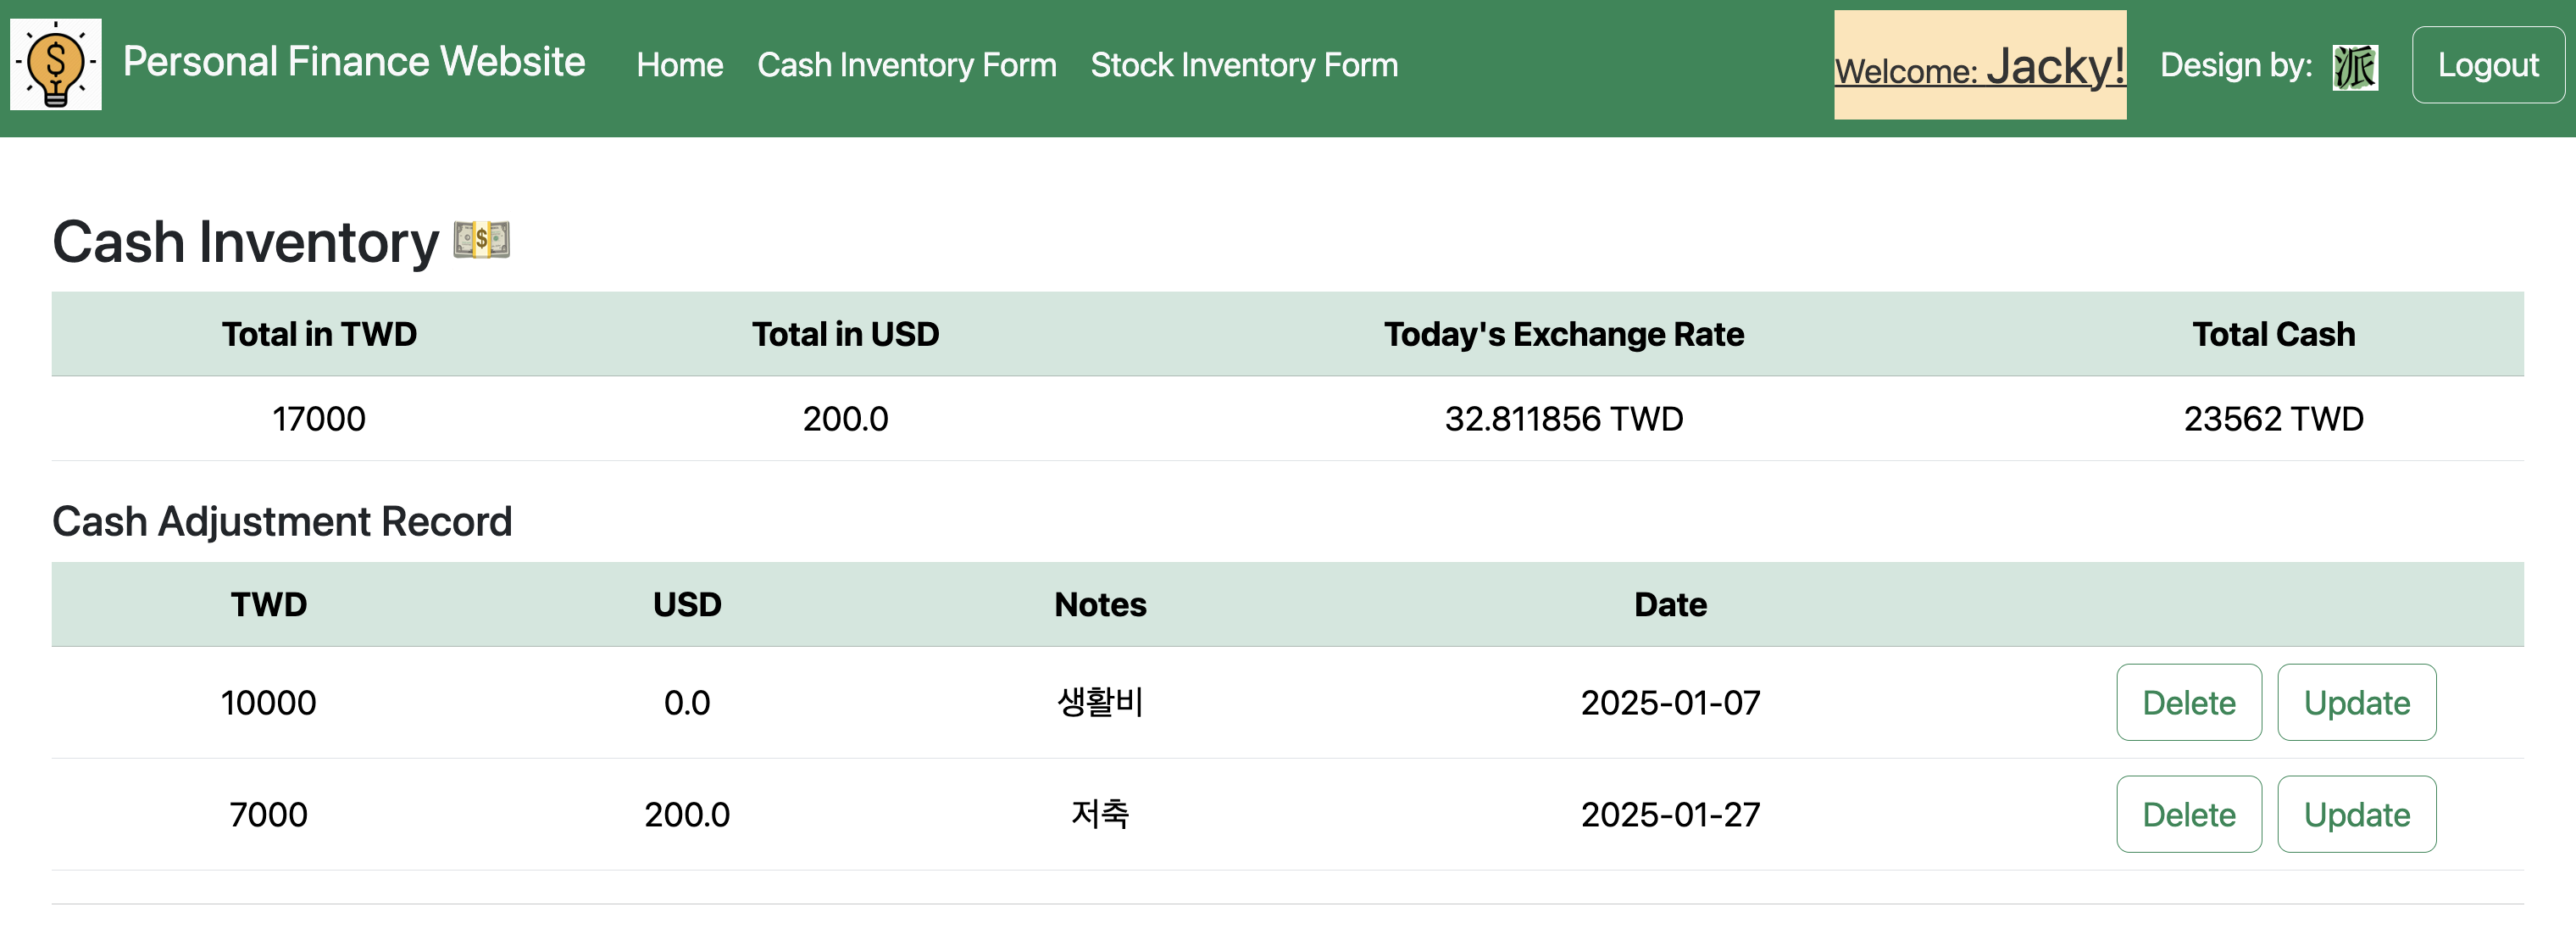 Personal Finance Website Home Cash Inventory Form Stock Inventory Form Welcome: Jacky! Design by: 派 Logout
Cash Inventory 💵
Total in TWD Total in USD Today's Exchange Rate Total Cash
17000 200.0 32.811856 TWD 23562 TWD
Cash Adjustment Record
TWD USD Notes Date
10000 0.0 생활비 2025-01-07 Delete Update
7000 200.0 저축 2025-01-27 Delete Update